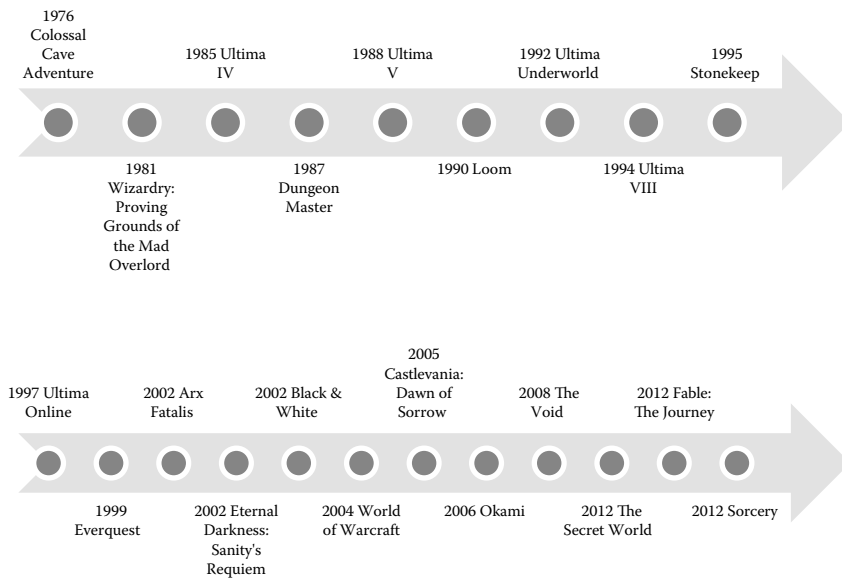 1976
Colossal
Cave
Adventure
1985 Ultima
IV
1988 Ultima
V
1992 Ultima
Underworld
1995
Stonekeep
1981
Wizardry:
Proving
Grounds of
the Mad
Overlord
1987
Dungeon
Master
1990 Loom
1994 Ultima
VIII
1997 Ultima
Online
2002 Arx
Fatalis
2002 Black &
White
2005
Castlevania:
Dawn of
Sorrow
2008 The
Void
2012 Fable:
The Journey
1999
Everquest
2002 Eternal
Darkness:
Sanity's
Requiem
2004 World
of Warcraft
2006 Okami
2012 The
Secret World
2012 Sorcery